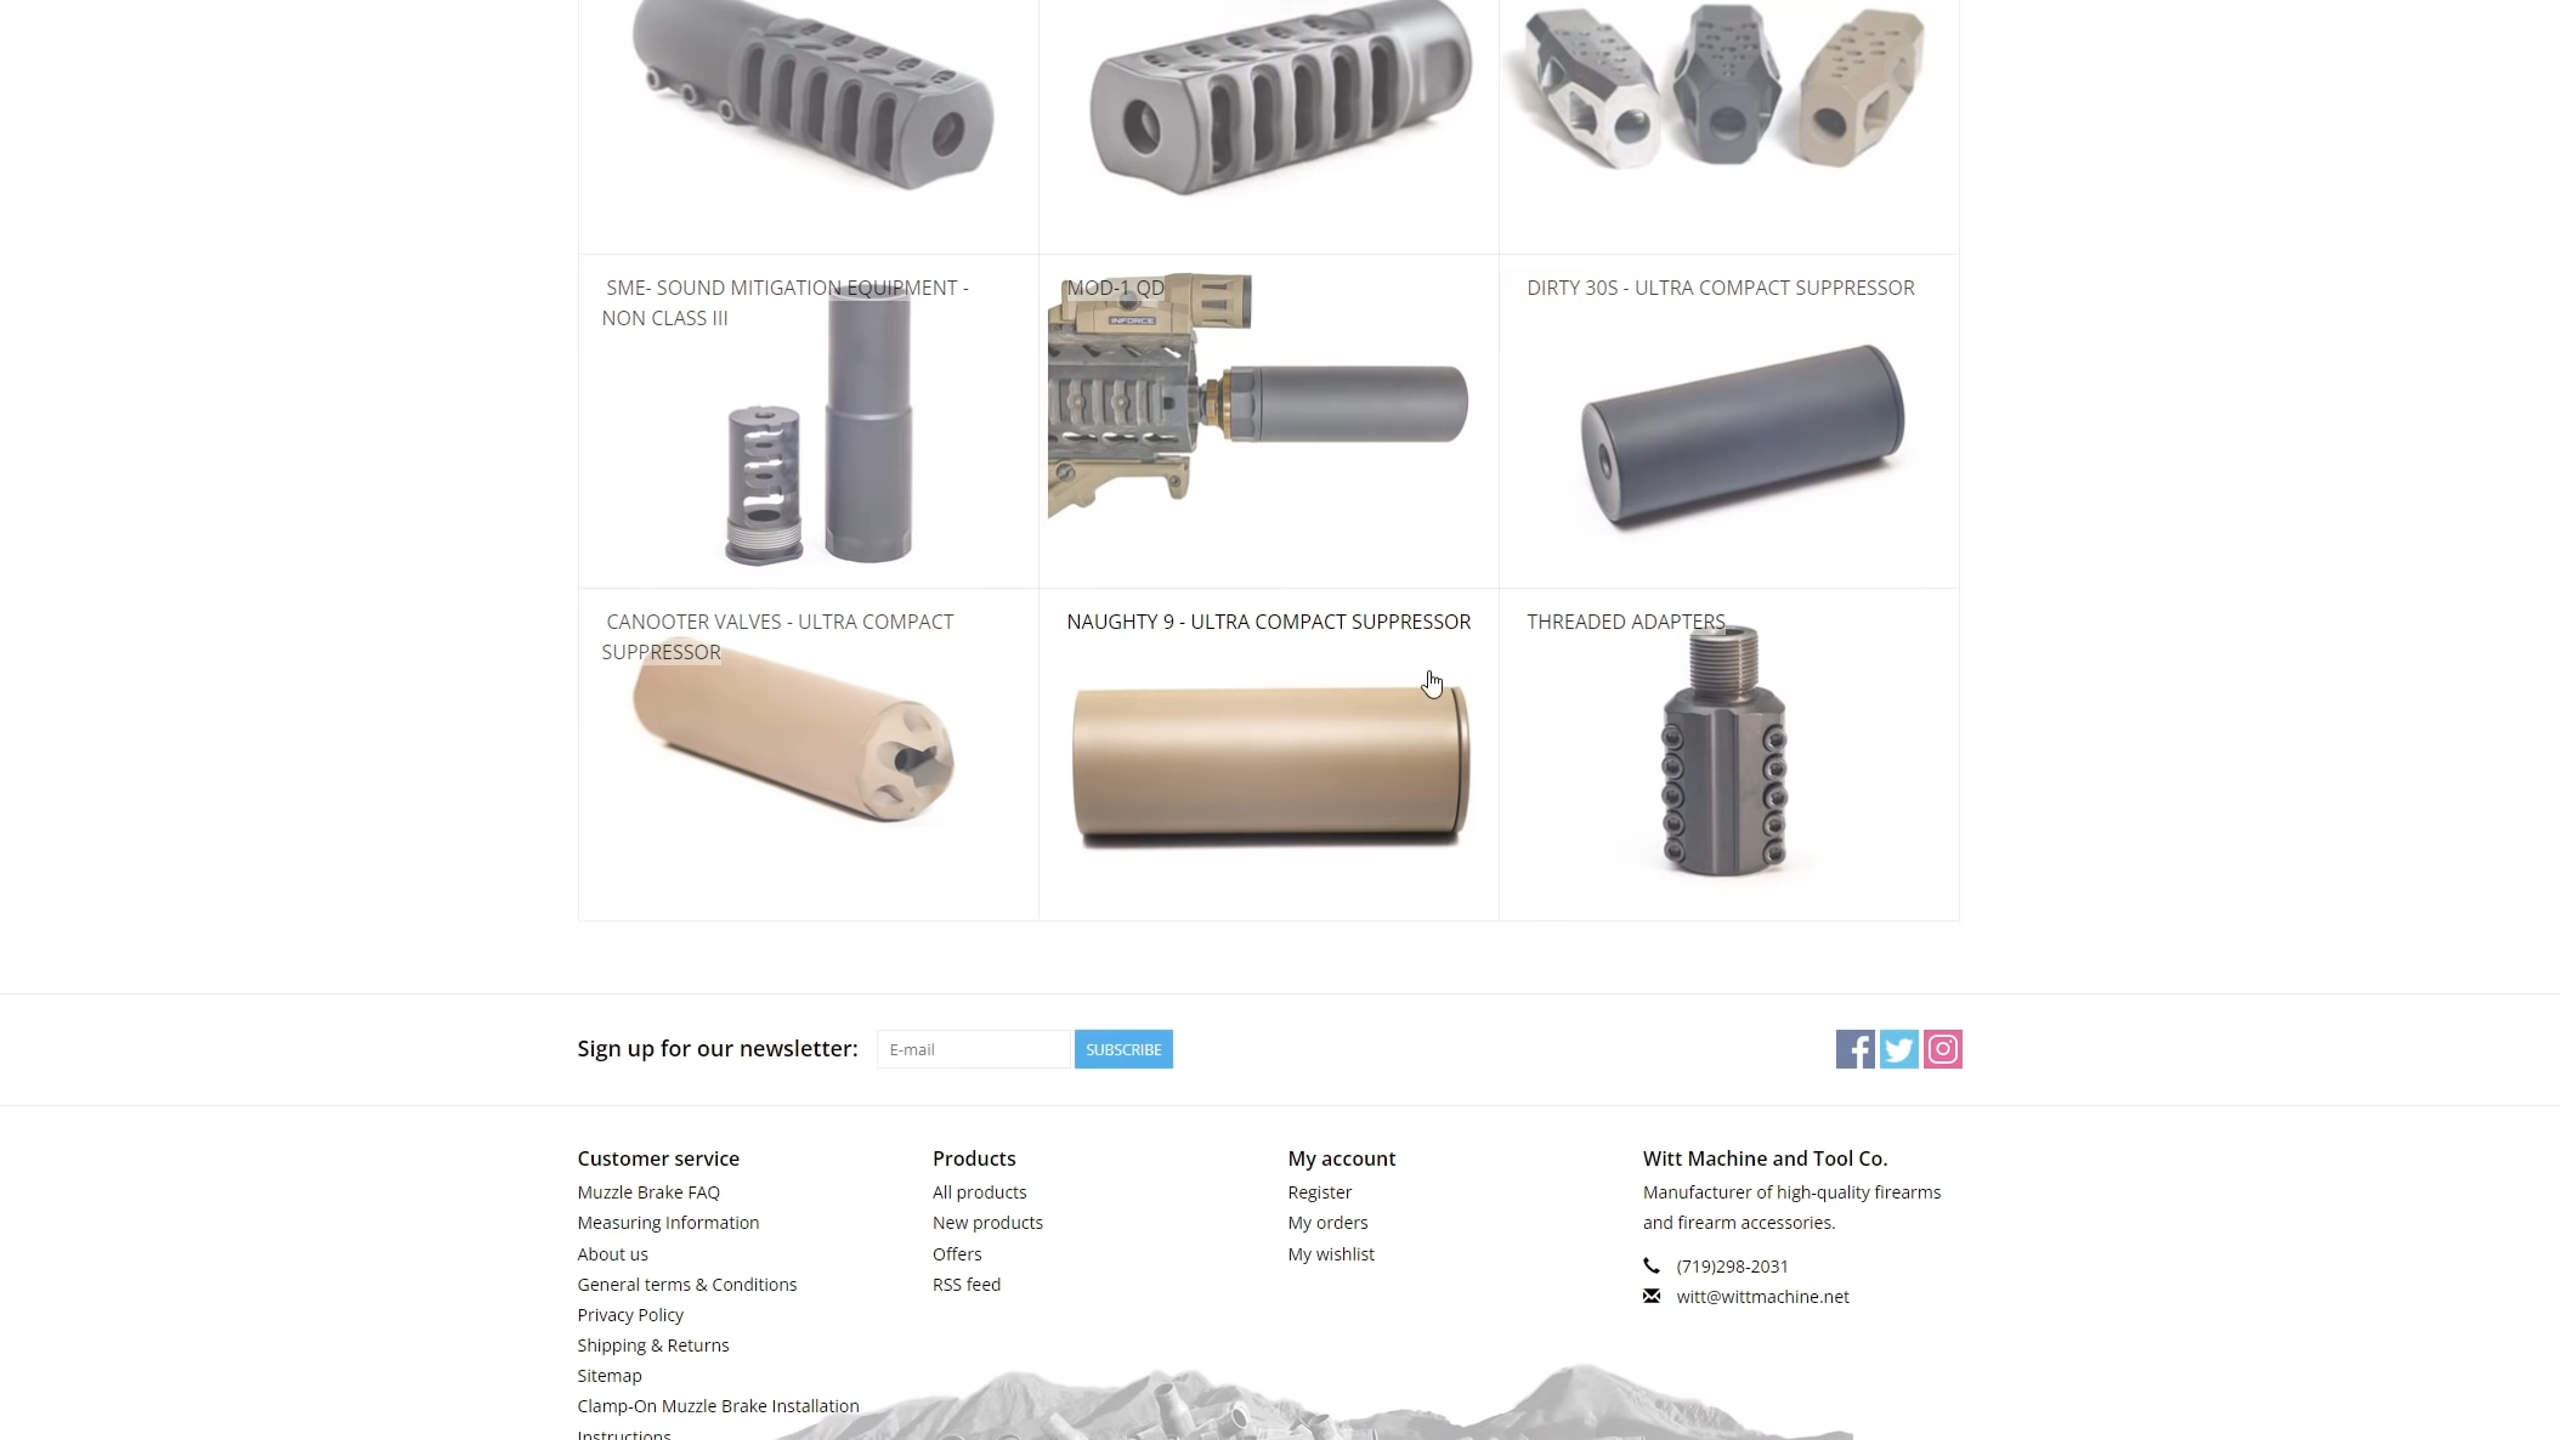 SME- SOUND MITIGATION EQUIPMENT -
NON CLASS III
MOD-1 QD
INFORCE
DIRTY 30S - ULTRA COMPACT SUPPRESSOR
CANOOTER VALVES - ULTRA COMPACT
SUPPRESSOR
NAUGHTY 9 - ULTRA COMPACT SUPPRESSOR
THREADED ADAPTERS
Sign up for our newsletter:
E-mail
SUBSCRIBE
Customer service
Muzzle Brake FAQ
Measuring Information
About us
General terms & Conditions
Privacy Policy
Shipping & Returns
Sitemap
Clamp-On Muzzle Brake Installation
Instructions
Products
All products
New products
Offers
RSS feed
My account
Register
My orders
My wishlist
Witt Machine and Tool Co.
Manufacturer of high-quality firearms
and firearm accessories.
(719)298-2031
witt@wittmachine.net